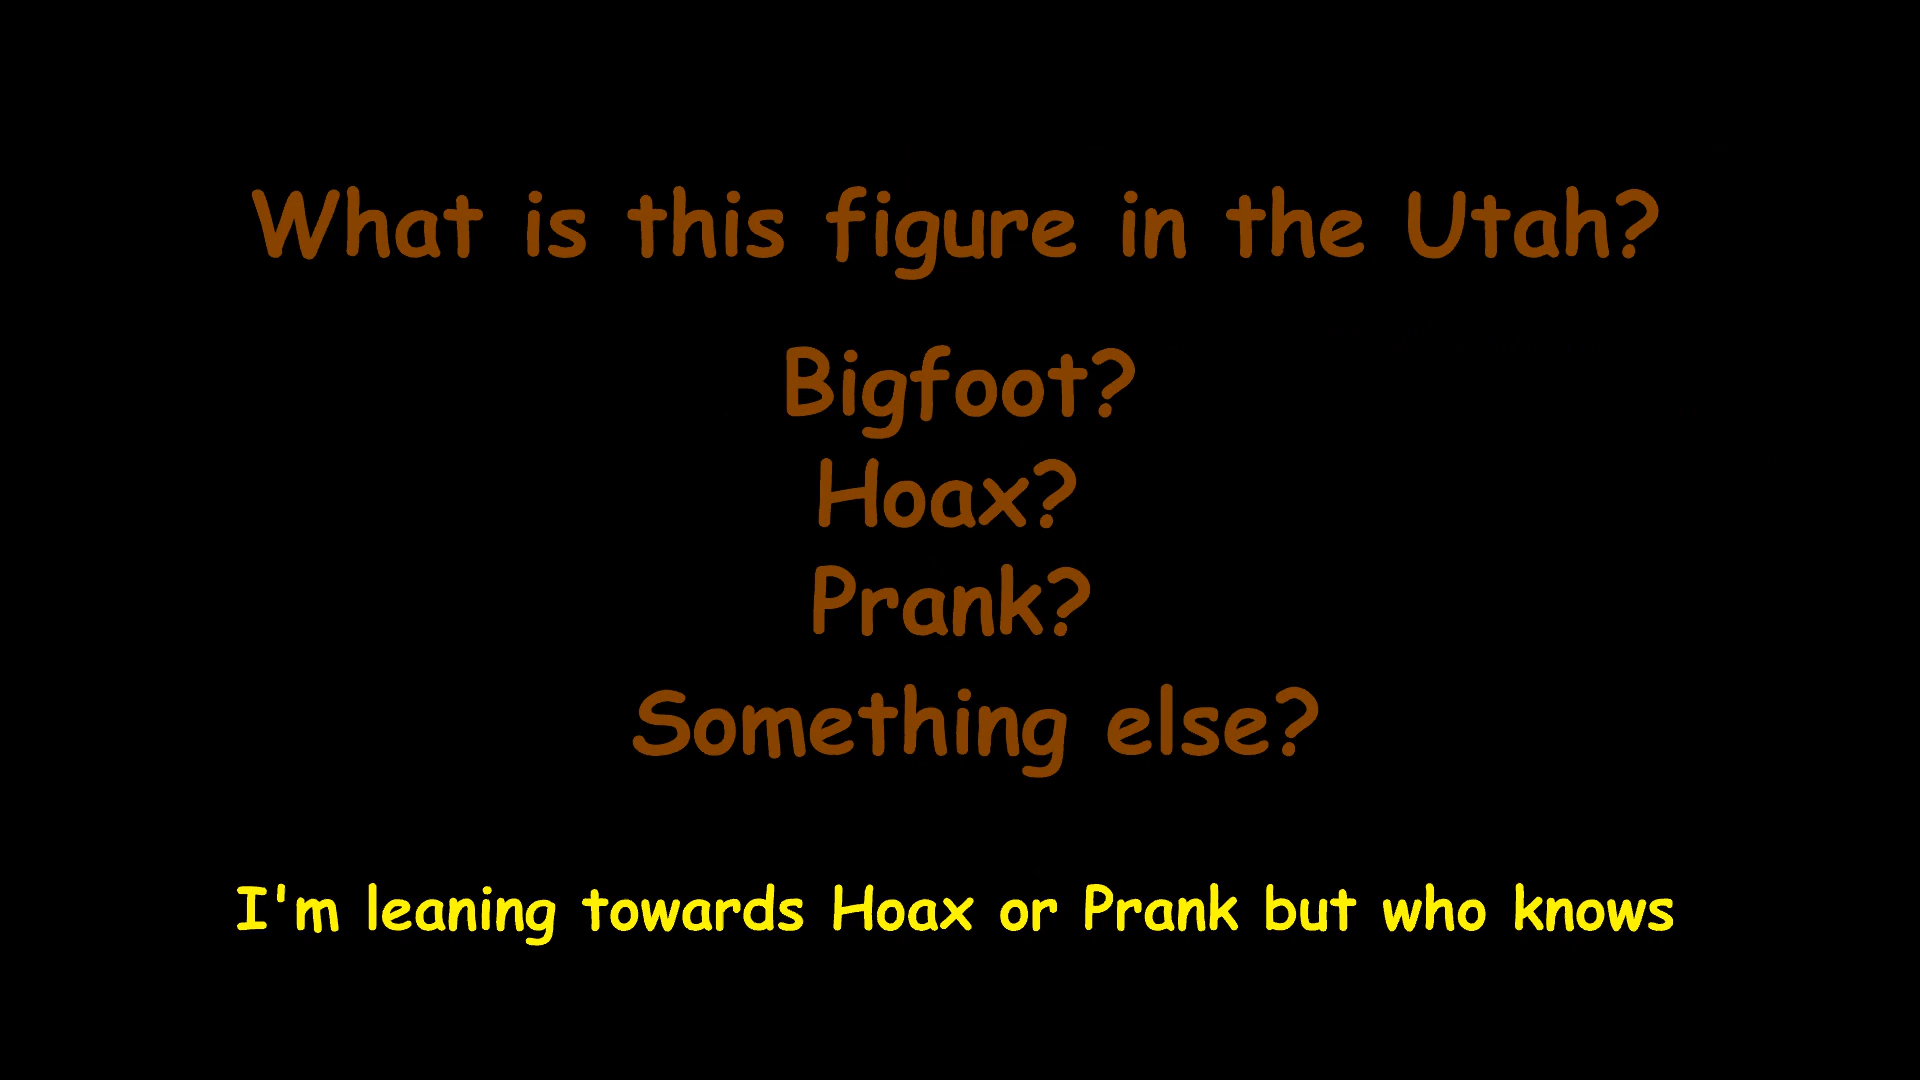 What is this figure in the Utah?
Bigfoot?
Hoax?
Prank?
Something else?
I'm leaning towards Hoax or Prank but who knows